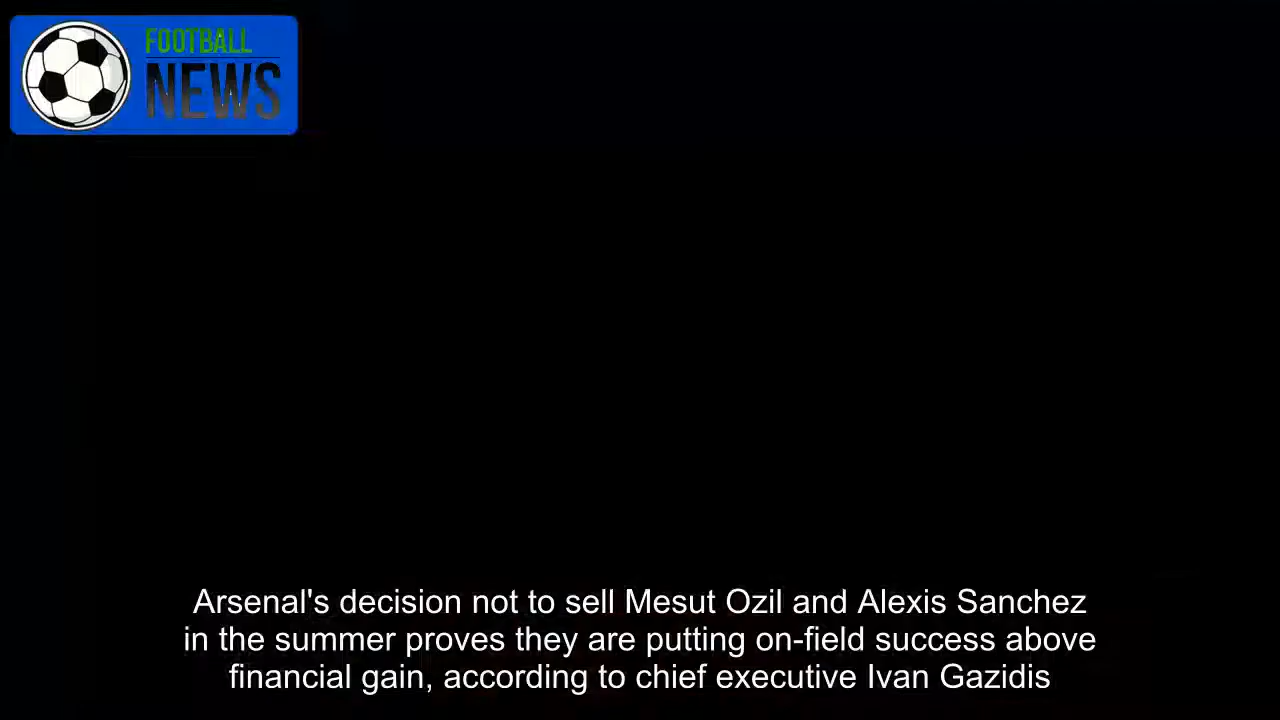 FOOTBALL
NEWS
Arsenal's decision not to sell Mesut Ozil and Alexis Sanchez
in the summer proves they are putting on-field success above
financial gain, according to chief executive Ivan Gazidis